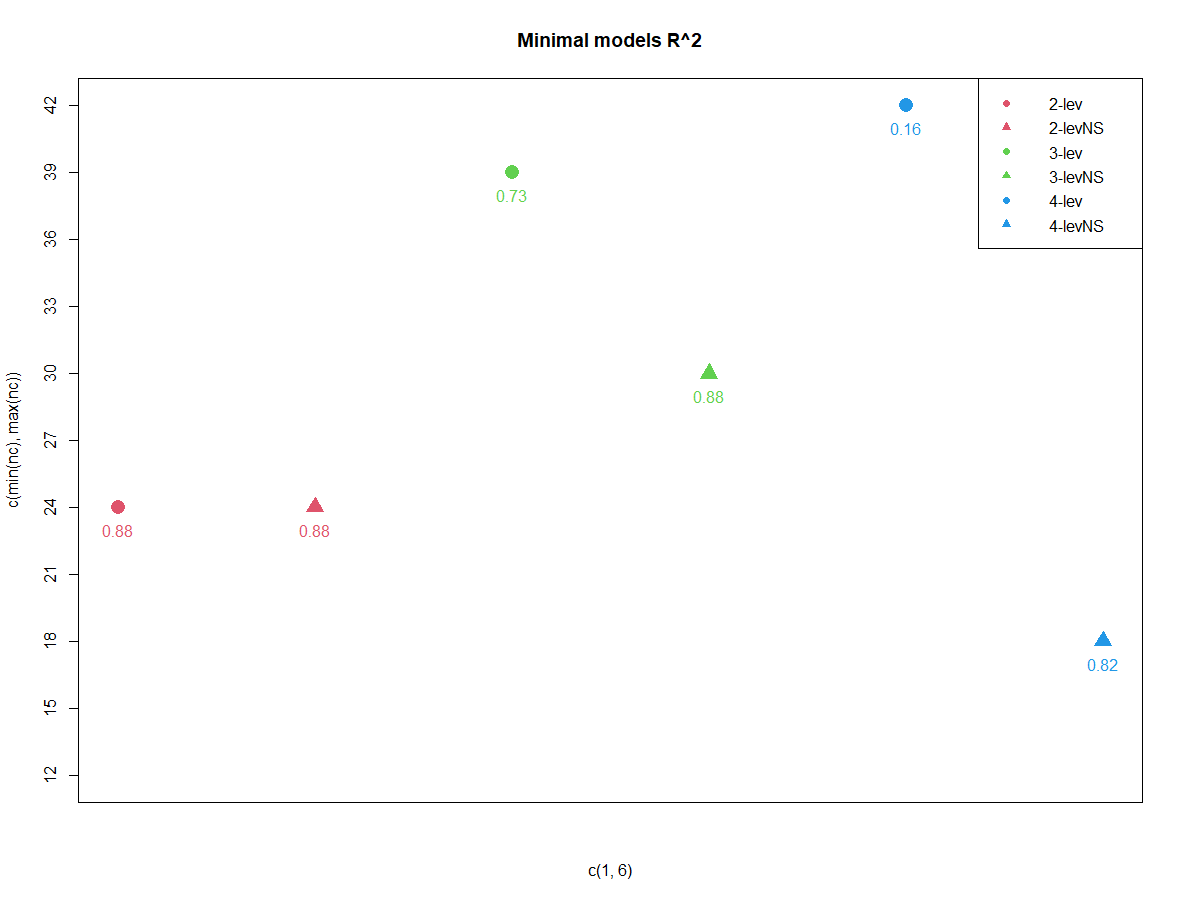 Minimal models R^2
c(min(nc), max(nc))
42
39
36
33
30
27
24
21
18
15
12
2-lev
2-levNS
3-lev
3-levNS
4-lev
4-levNS
0.16
0.73
0.88
0.88
0.88
0.82
c(1, 6)